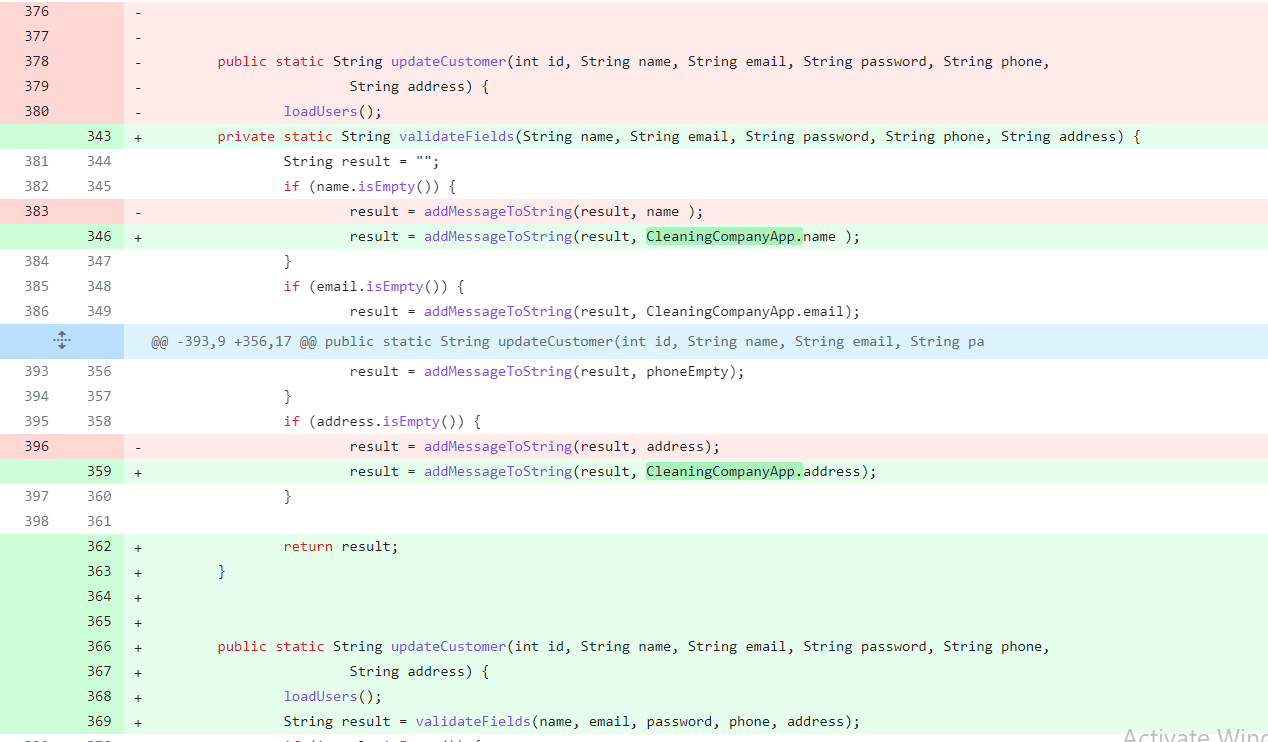 376 -
377 -
378 - public static String updateCustomer(int id, String name, String email, String password, String phone,
379 - String address) {
380 - loadUsers();
343 + private static String validateFields(String name, String email, String password, String phone, String address) {
381 344 String result = "";
382 345 if (name.isEmpty()) {
383 - result = addMessageToString(result, name );
346 + result = addMessageToString(result, CleaningCompanyApp.name );
384 347 }
385 348 if (email.isEmpty()) {
386 349 result = addMessageToString(result, CleaningCompanyApp.email);
@@ -393,9 +356,17 @@ public static String updateCustomer(int id, String name, String email, String pa
393 356 result = addMessageToString(result, phoneEmpty);
394 357 }
395 358 if (address.isEmpty()) {
396 - result = addMessageToString(result, address);
359 + result = addMessageToString(result, CleaningCompanyApp.address);
397 360 }
398 361
362 + return result;
363 + }
364 +
365 +
366 + public static String updateCustomer(int id, String name, String email, String password, String phone,
367 + String address) {
368 + loadUsers();
369 + String result = validateFields(name, email, password, phone, address);
Activate Wind